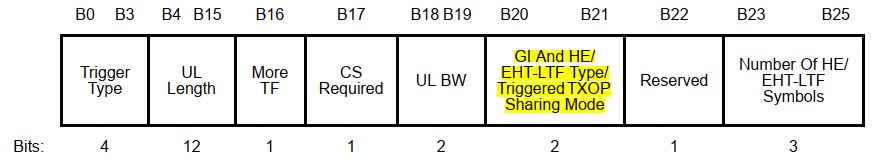 B0 B3 B4 B15 B16 B17 B18 B19 B20 B21 B22 B23 B25
Trigger
Type
UL
Length
More
TF
CS
Required
UL BW
GI And HE/
EHT-LTF Type/
Triggered TXOP
Sharing Mode
Reserved
Number Of HE/
EHT-LTF
Symbols
Bits: 4 12 1 1 2 2 1 3